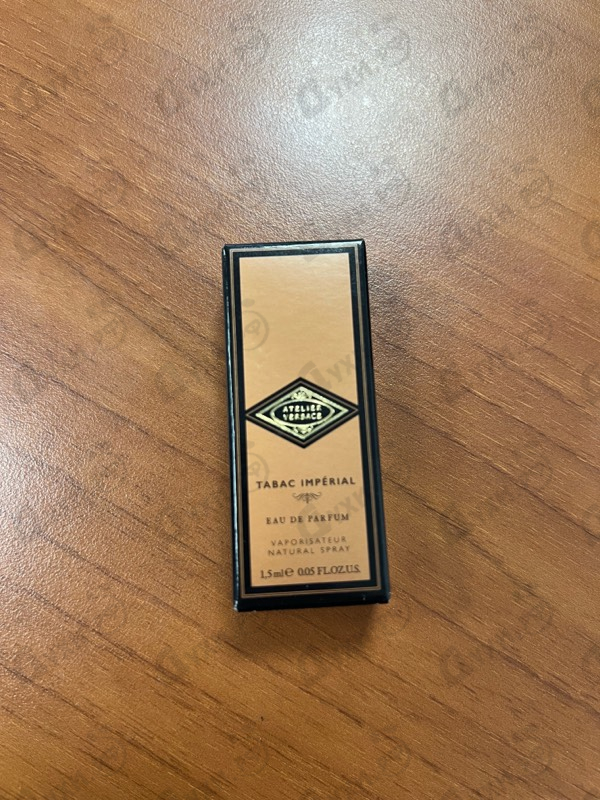 ATELIER
VERSACE
TABAC IMPÉRIAL
EAU DE PARFUM
VAPORISATEUR
NATURAL SPRAY
1,5 ml ℮ 0.05 FL.OZ.U.S.